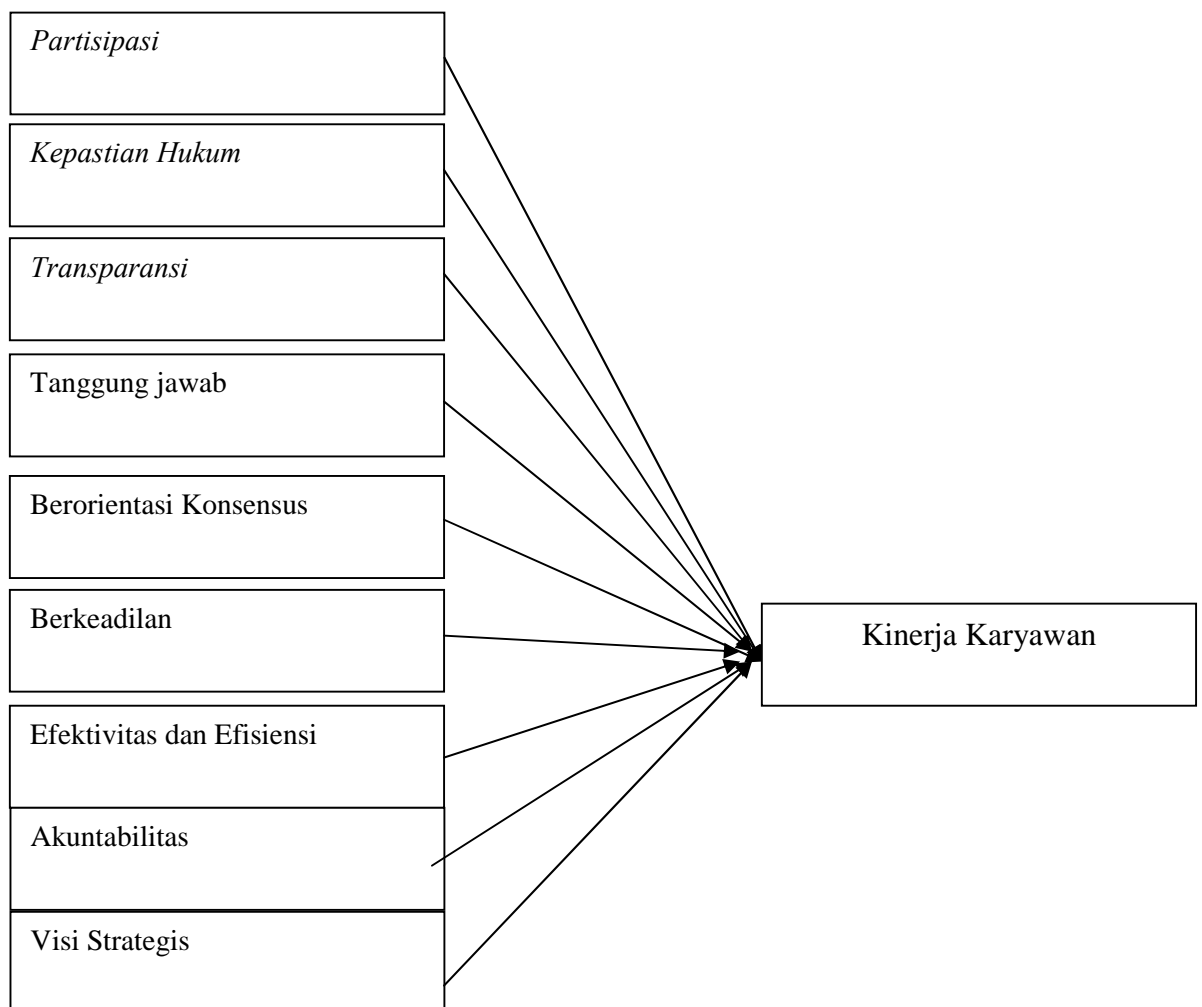 Partisipasi
Kepastian Hukum
Transparansi
Tanggung jawab
Berorientasi Konsensus
Berkeadilan
Kinerja Karyawan
Efektivitas dan Efisiensi
Akuntabilitas
Visi Strategis